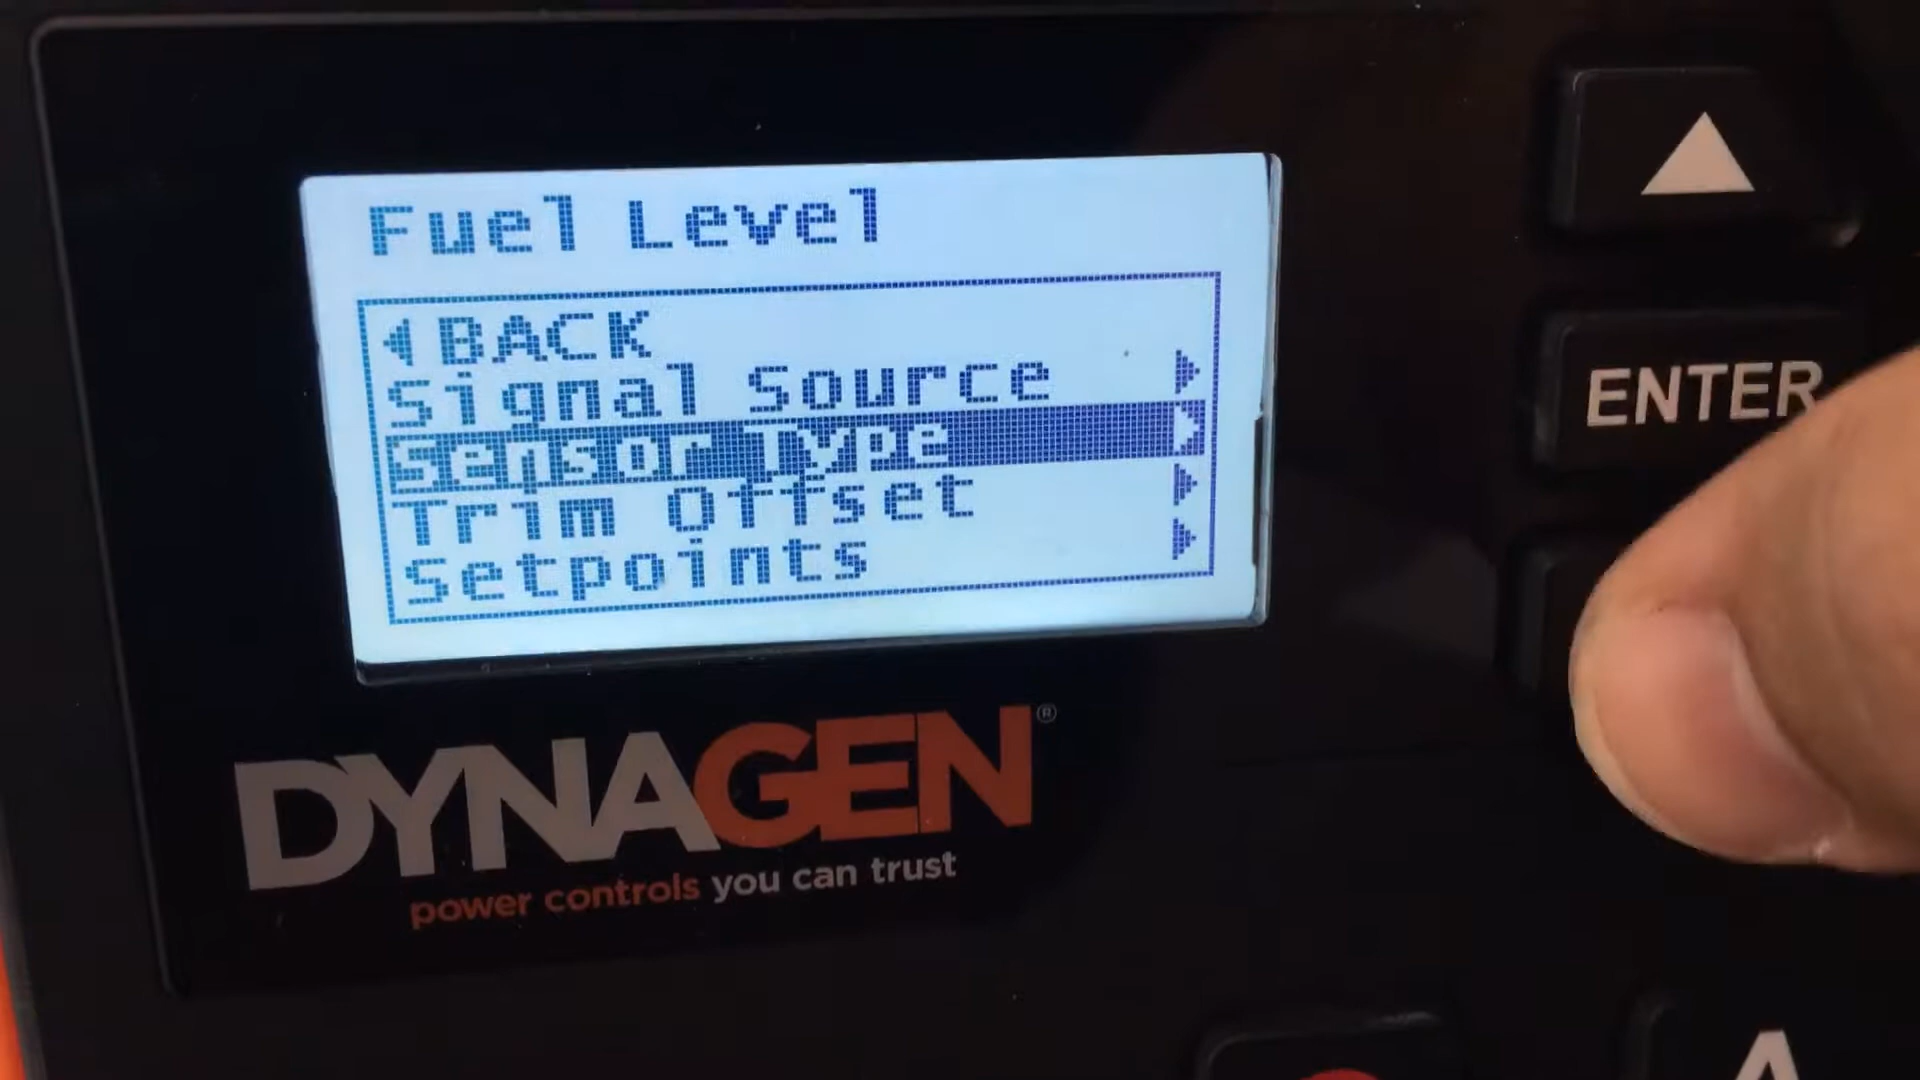 Fuel Level
BACK
Signal Source
Sensor Type
Trim Offset
Setpoints
ENTER
DYNAGEN®
power controls you can trust
A